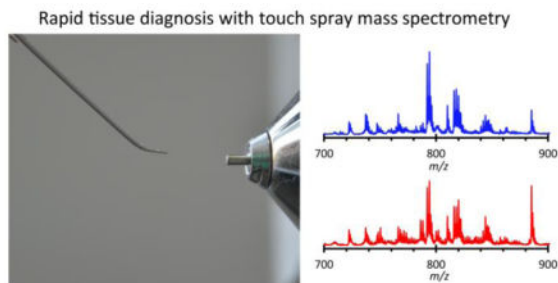 Rapid tissue diagnosis with touch spray mass spectrometry
700 800 900
m/z
700 800 900
m/z